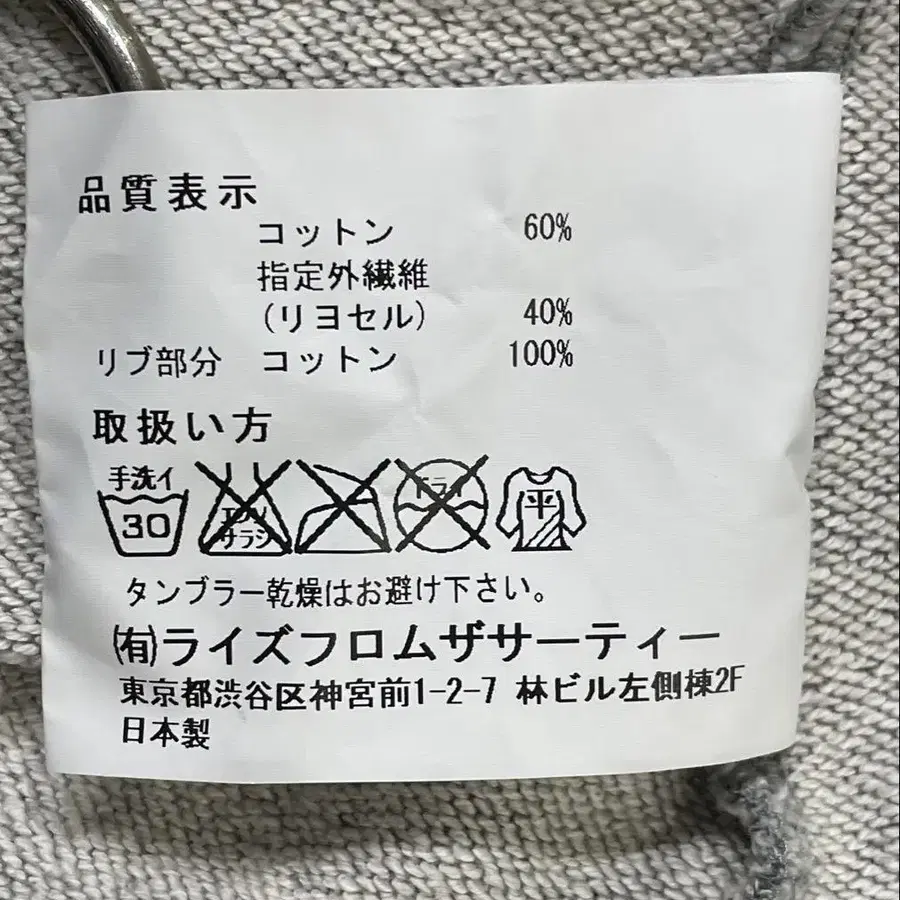 品質表示
コットン 60%
指定外繊維
(リヨセル) 40%
リブ部分 コットン 100%
取扱い方
手洗イ
30
エンソ
サラシ
ドライ
平
タンブラー乾燥はお避け下さい。
㈲ライズフロムザサーティー
東京都渋谷区神宮前1-2-7 林ビル左側棟2F
日本製